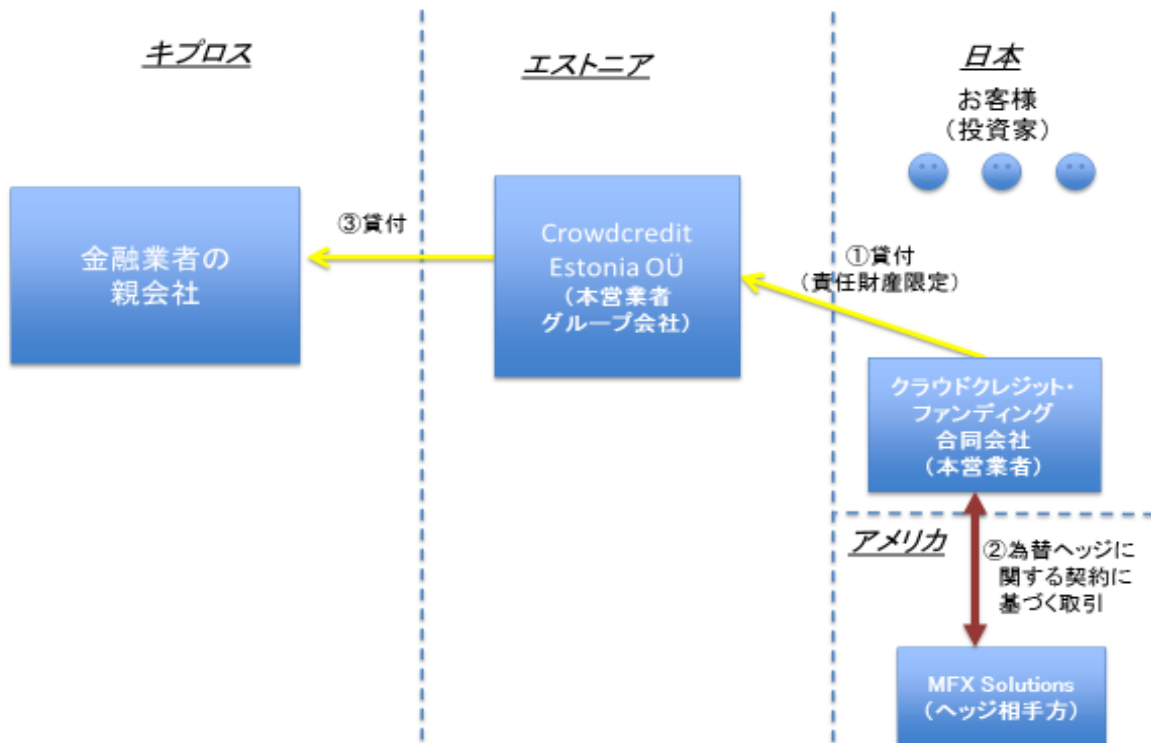 キプロス
エストニア
日本
お客様
（投資家）
金融業者の
親会社
③貸付
Crowdcredit
Estonia OÜ
（本営業者
グループ会社）
①貸付
（責任財産限定）
クラウドクレジット・
ファンディング
合同会社
（本営業者）
アメリカ
②為替ヘッジに
関する契約に
基づく取引
MFX Solutions
（ヘッジ相手方）